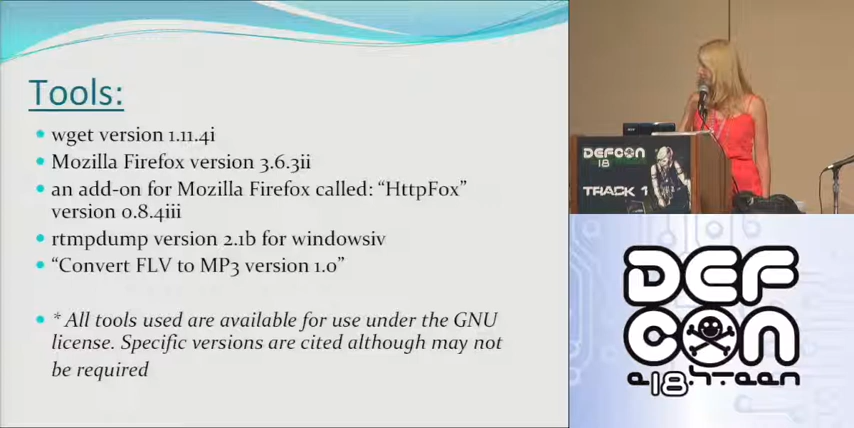 Tools:
wget version 1.11.4i
Mozilla Firefox version 3.6.3ii
an add-on for Mozilla Firefox called: "HttpFox"
version 0.8.4iii
rtmpdump version 2.1b for windowsiv
"Convert FLV to MP3 version 1.0"
* All tools used are available for use under the GNU
license. Specific versions are cited although may not
be required
DEFCON
18
TRACK 1
DEF
CON
e18hteen